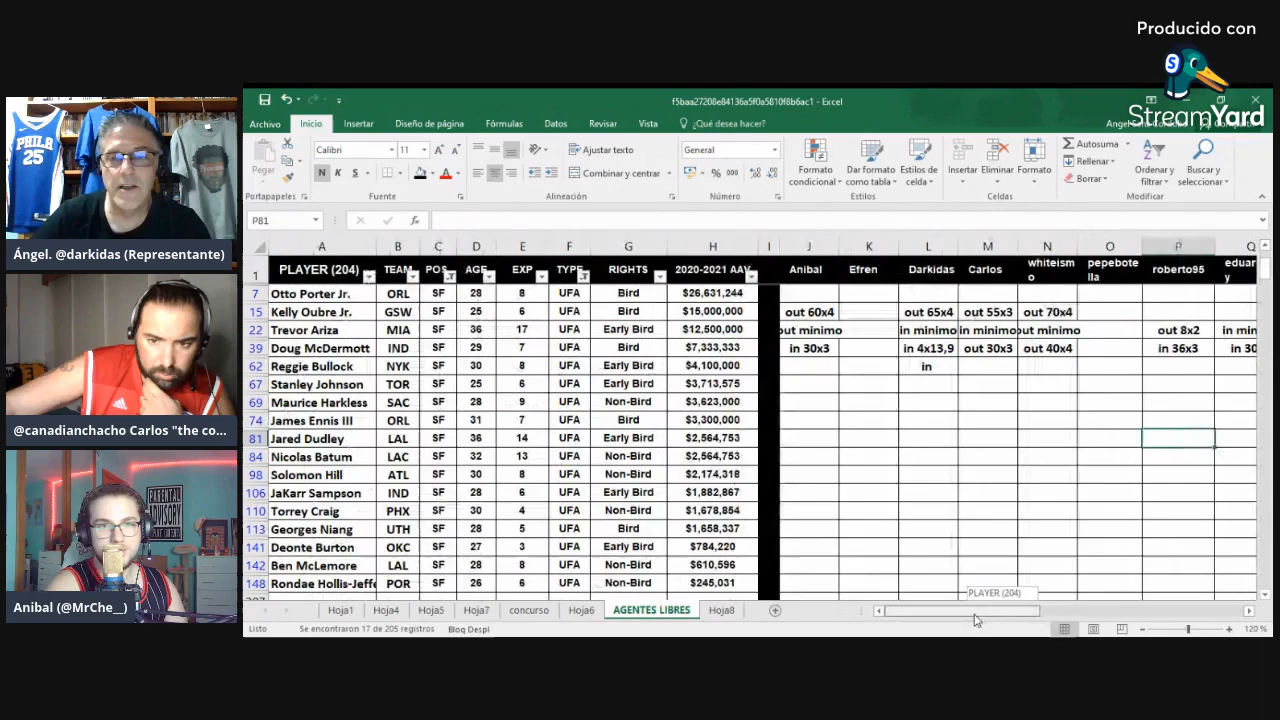 Producido con
S
StreamYard
PHILA
25
Ángel. @darkidas (Representante)
@canadianchacho Carlos "the co...
PARENTAL
ADVISORY
Anibal (@MrChe__)
f5baa27208e84136a5f0a5810f8b6ac1 - Excel
Archivo Inicio Insertar Diseño de página Fórmulas Datos Revisar Vista ¿Qué desea hacer?
Pegar
Calibri 11
N K S
Ajustar texto
Combinar y centrar
General
% 000
Formato condicional
Dar formato como tabla
Estilos de celda
Insertar Eliminar Formato
Autosuma
Rellenar
Borrar
Ordenar y filtrar
Buscar y seleccionar
Portapapeles Fuente Alineación Número Estilos Celdas Modificar
P81 fx
A B C D E F G H I J K L M N O P Q
1 PLAYER (204) TEAM POS AGE EXP TYPE RIGHTS 2020-2021 AAV Anibal Efren Darkidas Carlos whiteismo pepebotella roberto95 eduar y
7 Otto Porter Jr. ORL SF 28 8 UFA Bird $26,631,244
15 Kelly Oubre Jr. GSW SF 25 6 UFA Bird $15,000,000 out 60x4 out 65x4 out 55x3 out 70x4
22 Trevor Ariza MIA SF 36 17 UFA Early Bird $12,500,000 out minimo in minimo in minimo out minimo out 8x2 in min
39 Doug McDermott IND SF 29 7 UFA Bird $7,333,333 in 30x3 in 4x13,9 out 30x3 out 40x4 in 36x3 in 30
62 Reggie Bullock NYK SF 30 8 UFA Early Bird $4,100,000 in
67 Stanley Johnson TOR SF 25 6 UFA Early Bird $3,713,575
69 Maurice Harkless SAC SF 28 9 UFA Non-Bird $3,623,000
74 James Ennis III ORL SF 31 7 UFA Bird $3,300,000
81 Jared Dudley LAL SF 36 14 UFA Early Bird $2,564,753
84 Nicolas Batum LAC SF 32 13 UFA Non-Bird $2,564,753
98 Solomon Hill ATL SF 30 8 UFA Non-Bird $2,174,318
106 JaKarr Sampson IND SF 28 6 UFA Early Bird $1,882,867
110 Torrey Craig PHX SF 30 4 UFA Non-Bird $1,678,854
113 Georges Niang UTH SF 28 5 UFA Bird $1,658,337
141 Deonte Burton OKC SF 27 3 UFA Early Bird $784,220
142 Ben McLemore LAL SF 28 8 UFA Non-Bird $610,596
148 Rondae Hollis-Jeffe POR SF 26 6 UFA Non-Bird $245,031
PLAYER (204)
Hoja1 Hoja4 Hoja5 Hoja7 concurso Hoja6 AGENTES LIBRES Hoja8
Listo Se encontraron 17 de 205 registros Bloq Despl 120 %